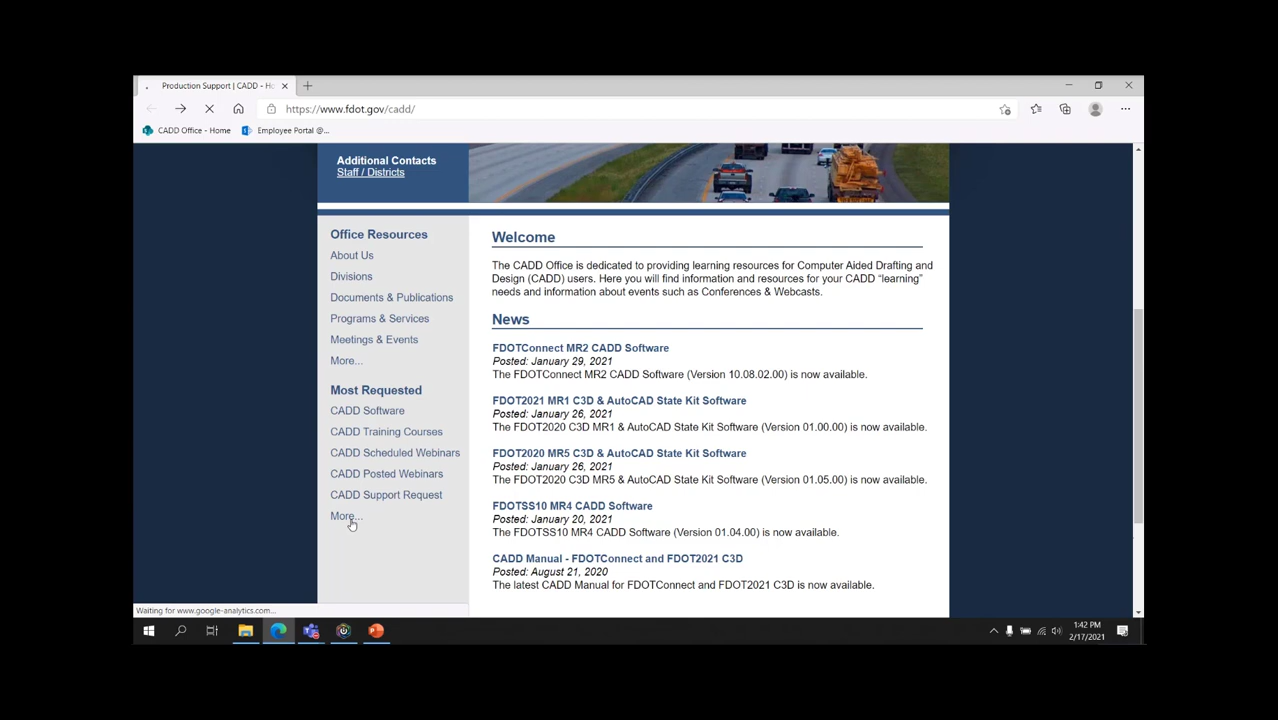 Production Support | CADD - Ho
https://www.fdot.gov/cadd/
CADD Office - Home
Employee Portal @...
Additional Contacts
Staff / Districts
Office Resources
About Us
Divisions
Documents & Publications
Programs & Services
Meetings & Events
More...
Most Requested
CADD Software
CADD Training Courses
CADD Scheduled Webinars
CADD Posted Webinars
CADD Support Request
More...
Welcome
The CADD Office is dedicated to providing learning resources for Computer Aided Drafting and
Design (CADD) users. Here you will find information and resources for your CADD “learning”
needs and information about events such as Conferences & Webcasts.
News
FDOTConnect MR2 CADD Software
Posted: January 29, 2021
The FDOTConnect MR2 CADD Software (Version 10.08.02.00) is now available.
FDOT2021 MR1 C3D & AutoCAD State Kit Software
Posted: January 26, 2021
The FDOT2020 C3D MR1 & AutoCAD State Kit Software (Version 01.00.00) is now available.
FDOT2020 MR5 C3D & AutoCAD State Kit Software
Posted: January 26, 2021
The FDOT2020 C3D MR5 & AutoCAD State Kit Software (Version 01.05.00) is now available.
FDOTSS10 MR4 CADD Software
Posted: January 20, 2021
The FDOTSS10 MR4 CADD Software (Version 01.04.00) is now available.
CADD Manual - FDOTConnect and FDOT2021 C3D
Posted: August 21, 2020
The latest CADD Manual for FDOTConnect and FDOT2021 C3D is now available.
Waiting for www.google-analytics.com...
1:42 PM
2/17/2021